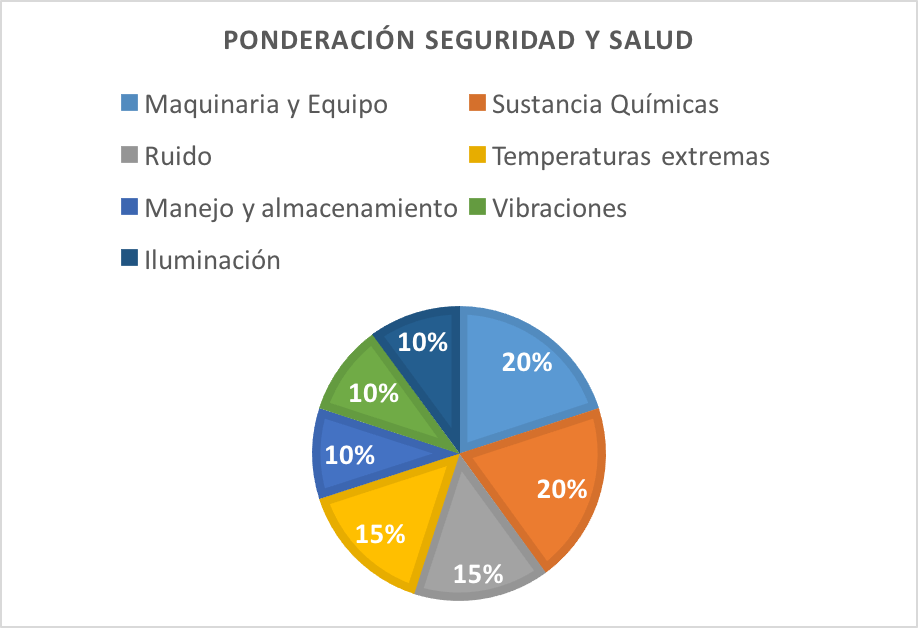 PONDERACIÓN SEGURIDAD Y SALUD
Maquinaria y Equipo
Sustancia Químicas
Ruido
Temperaturas extremas
Manejo y almacenamiento
Vibraciones
Iluminación
20%
20%
15%
15%
10%
10%
10%